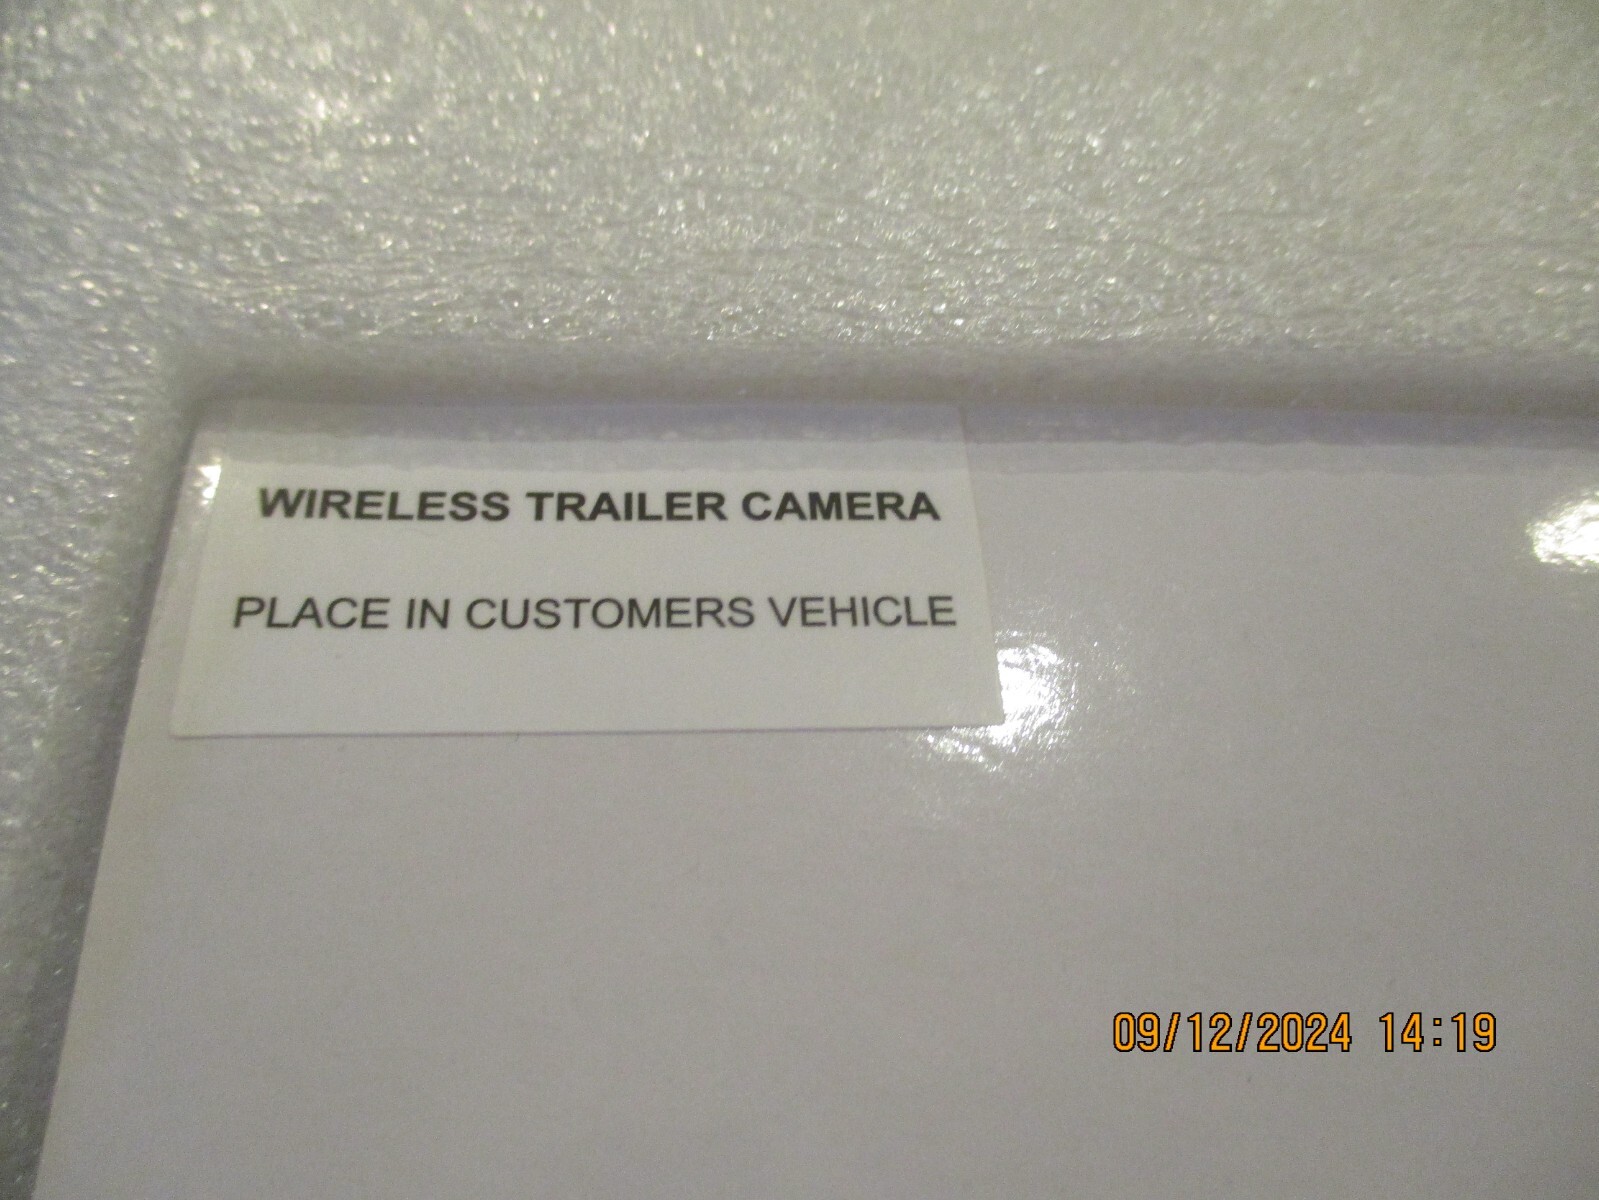 WIRELESS TRAILER CAMERA
PLACE IN CUSTOMERS VEHICLE
09/12/2024 14:19